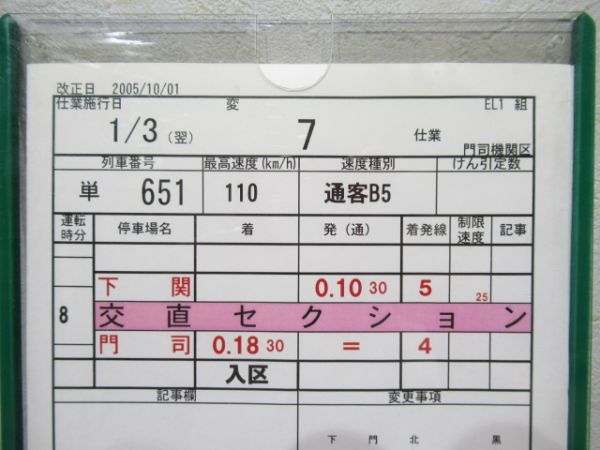 改正日 2005/10/01
仕業施行日 変 EL1 組
1/3 (翌) 7 仕業
門司機関区
列車番号 最高速度(km/h) 速度種別 けん引定数
単 651 110 通客B5
運転時分 停車場名 着 発(通) 着発線 制限速度 記事
下関 0.10 30 5 25
8 交直セクション
門司 0.18 30 = 4
入区
記事欄 変更事項
下 門 北 黒